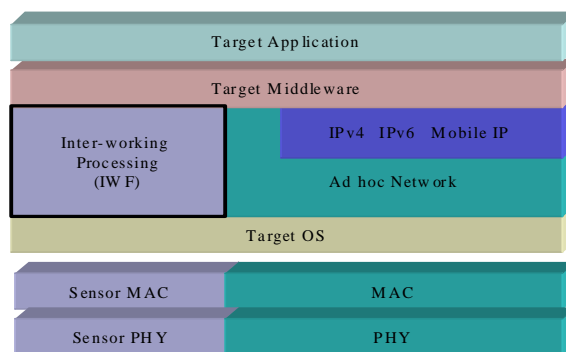 Target Application
Target Middleware
Inter-working
Processing
(IWF)
IPv4 IPv6 Mobile IP
Ad hoc Network
Target OS
Sensor MAC
MAC
Sensor PHY
PHY